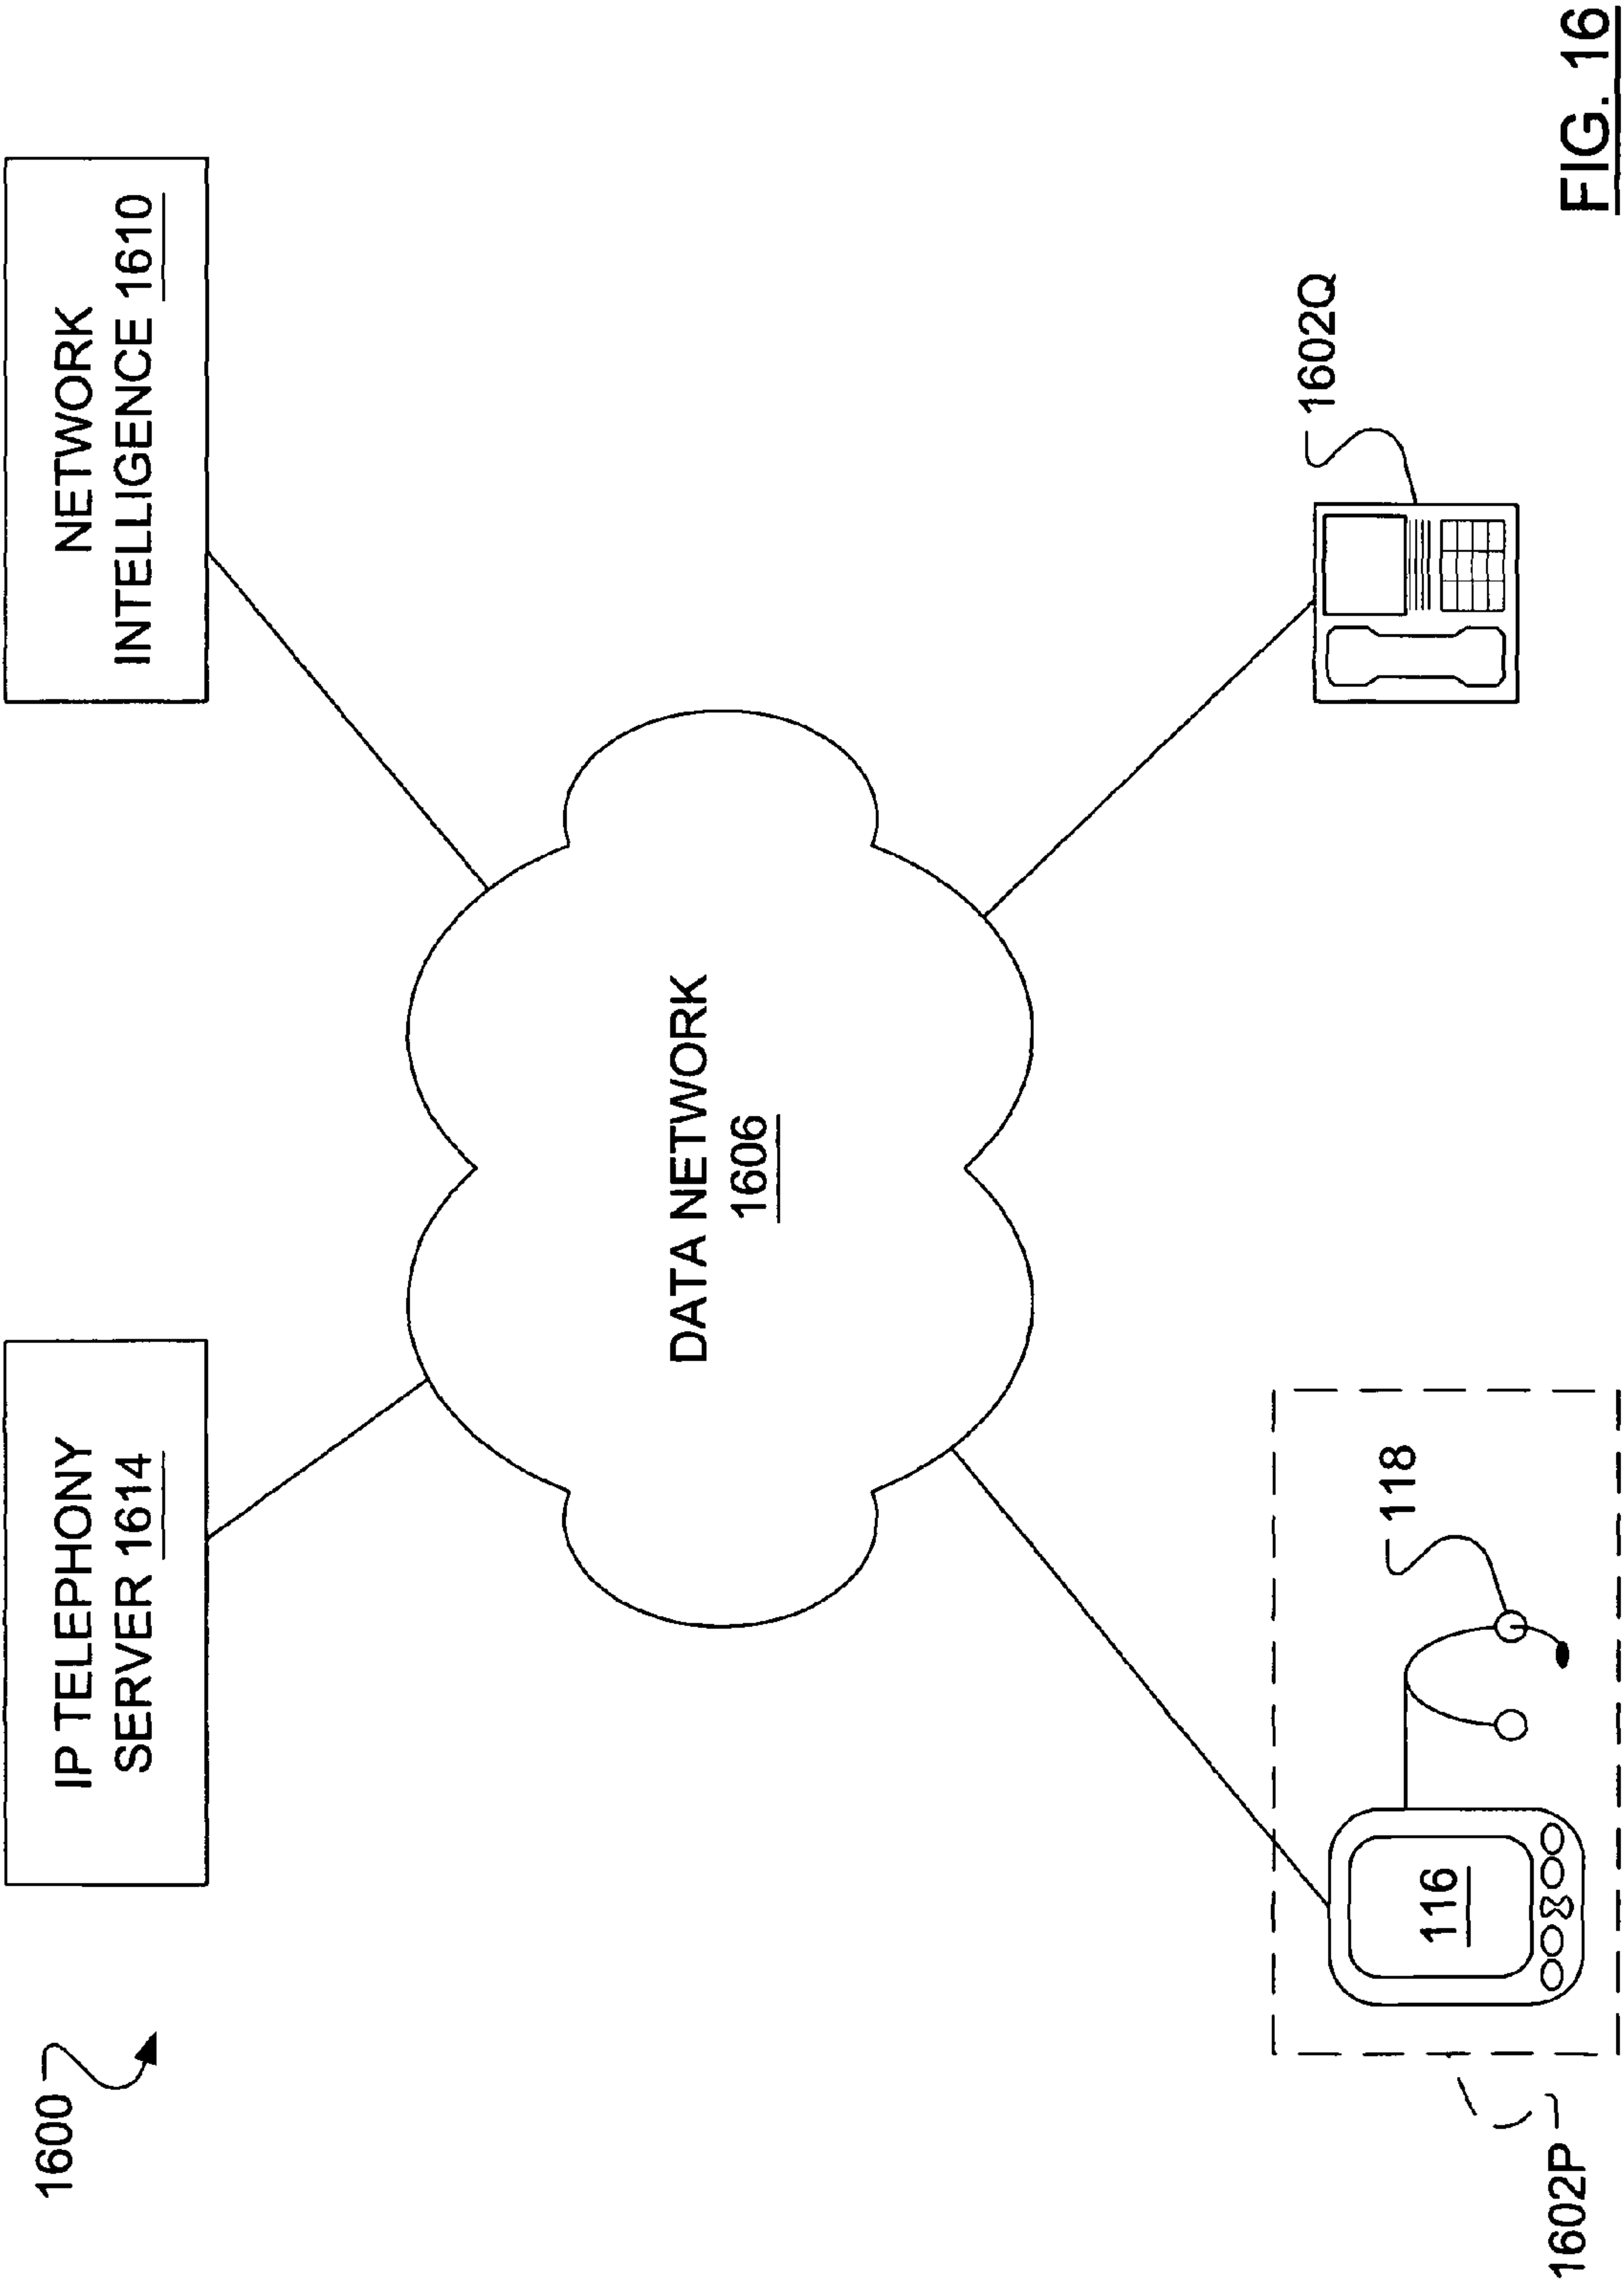 1600
IP TELEPHONY
SERVER 1614
NETWORK
INTELLIGENCE 1610
DATA NETWORK
1606
116
118
1602P
1602Q
FIG. 16